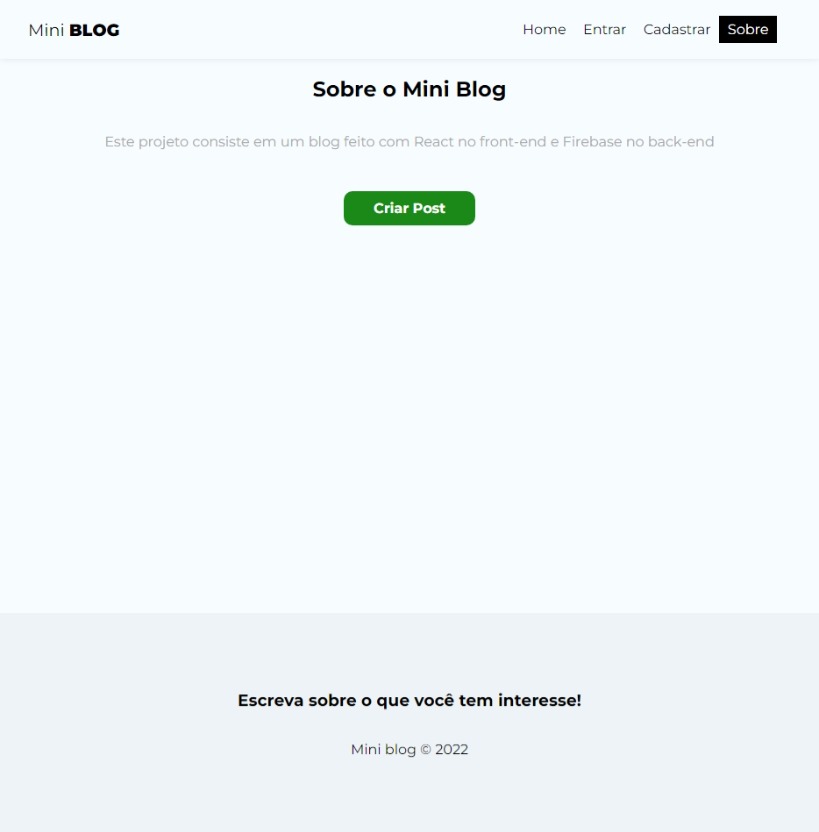 Mini BLOG
Home Entrar Cadastrar Sobre
Sobre o Mini Blog
Este projeto consiste em um blog feito com React no front-end e Firebase no back-end
Criar Post
Escreva sobre o que você tem interesse!
Mini blog © 2022